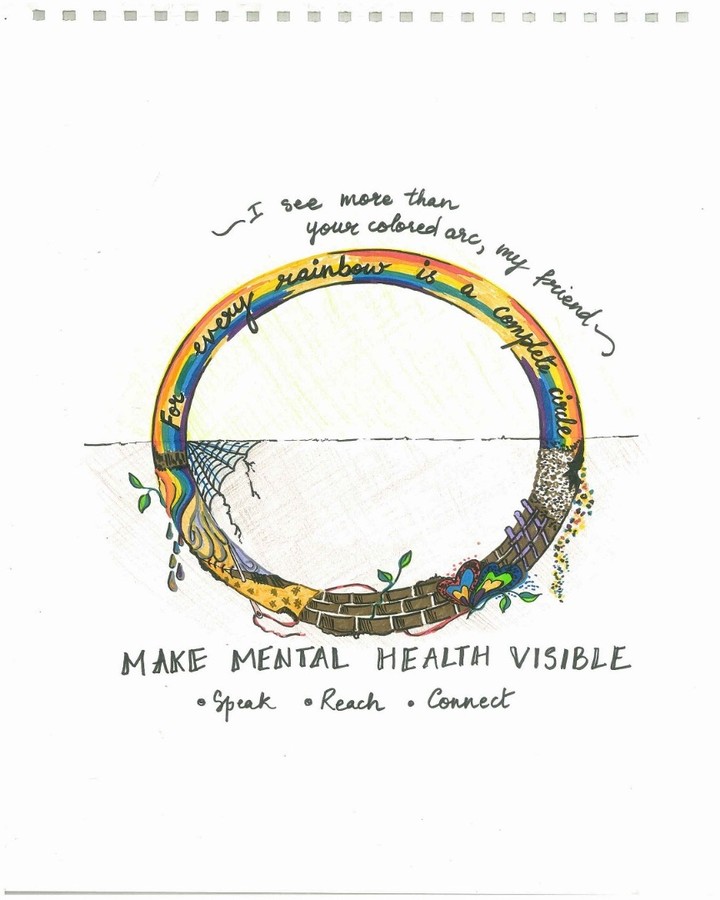 I see more than
your colored arc, my friend
For every rainbow is a complete circle
MAKE MENTAL HEALTH VISIBLE
• Speak • Reach • Connect